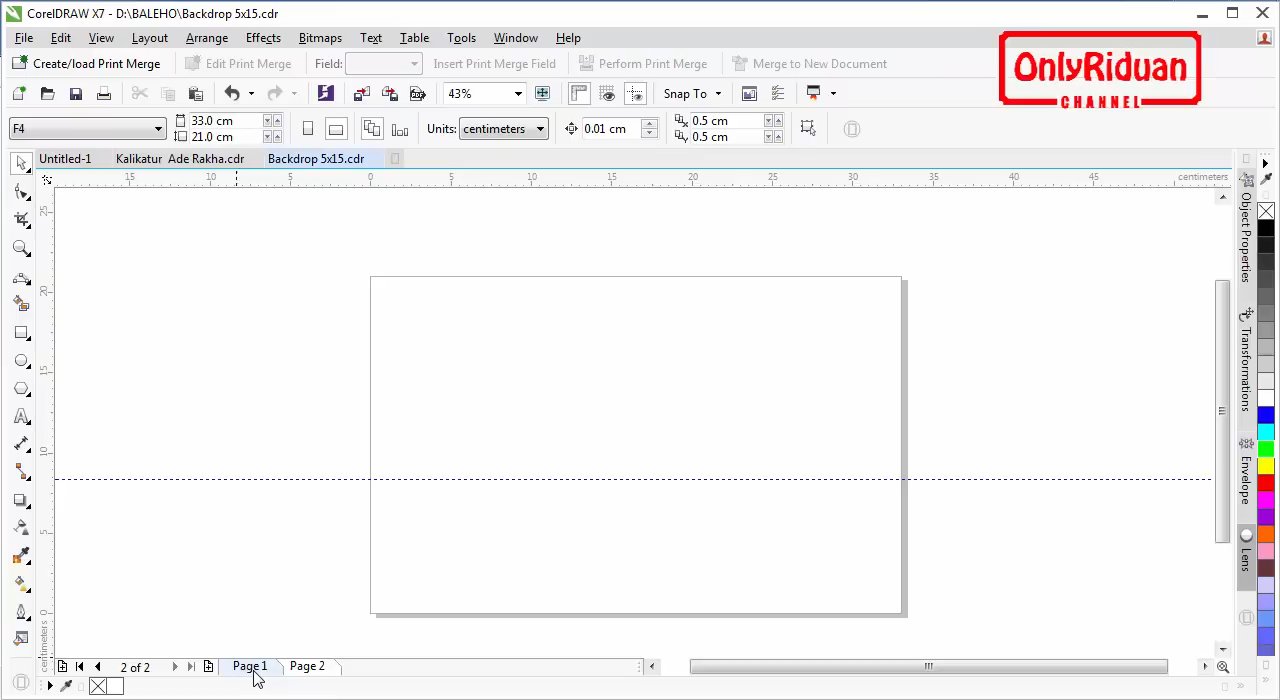 CorelDRAW X7 - D:\BALEHO\Backdrop 5x15.cdr
File Edit View Layout Arrange Effects Bitmaps Text Table Tools Window Help
Create/load Print Merge Edit Print Merge Field: Insert Print Merge Field Perform Print Merge Merge to New Document
OnlyRiduan
CHANNEL
43% Snap To
F4 33.0 cm 21.0 cm Units: centimeters 0.01 cm 0.5 cm 0.5 cm
Untitled-1 Kalikatur Ade Rakha.cdr Backdrop 5x15.cdr
15 10 5 0 5 10 15 20 25 30 35 40 45 centimeters
25
20
15
10
5
0
centimeters
Object Properties
Transformations
Envelope
Lens
2 of 2 Page 1 Page 2